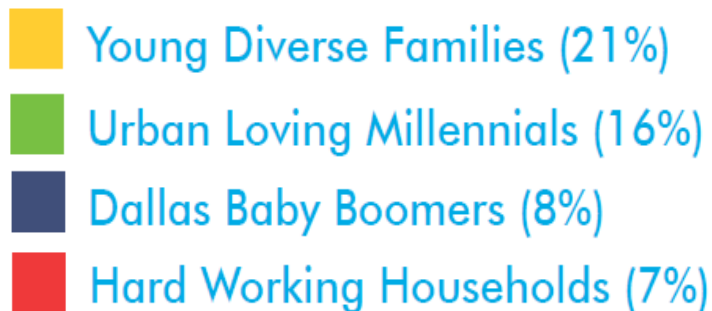 Young Diverse Families (21%)
Urban Loving Millennials (16%)
Dallas Baby Boomers (8%)
Hard Working Households (7%)